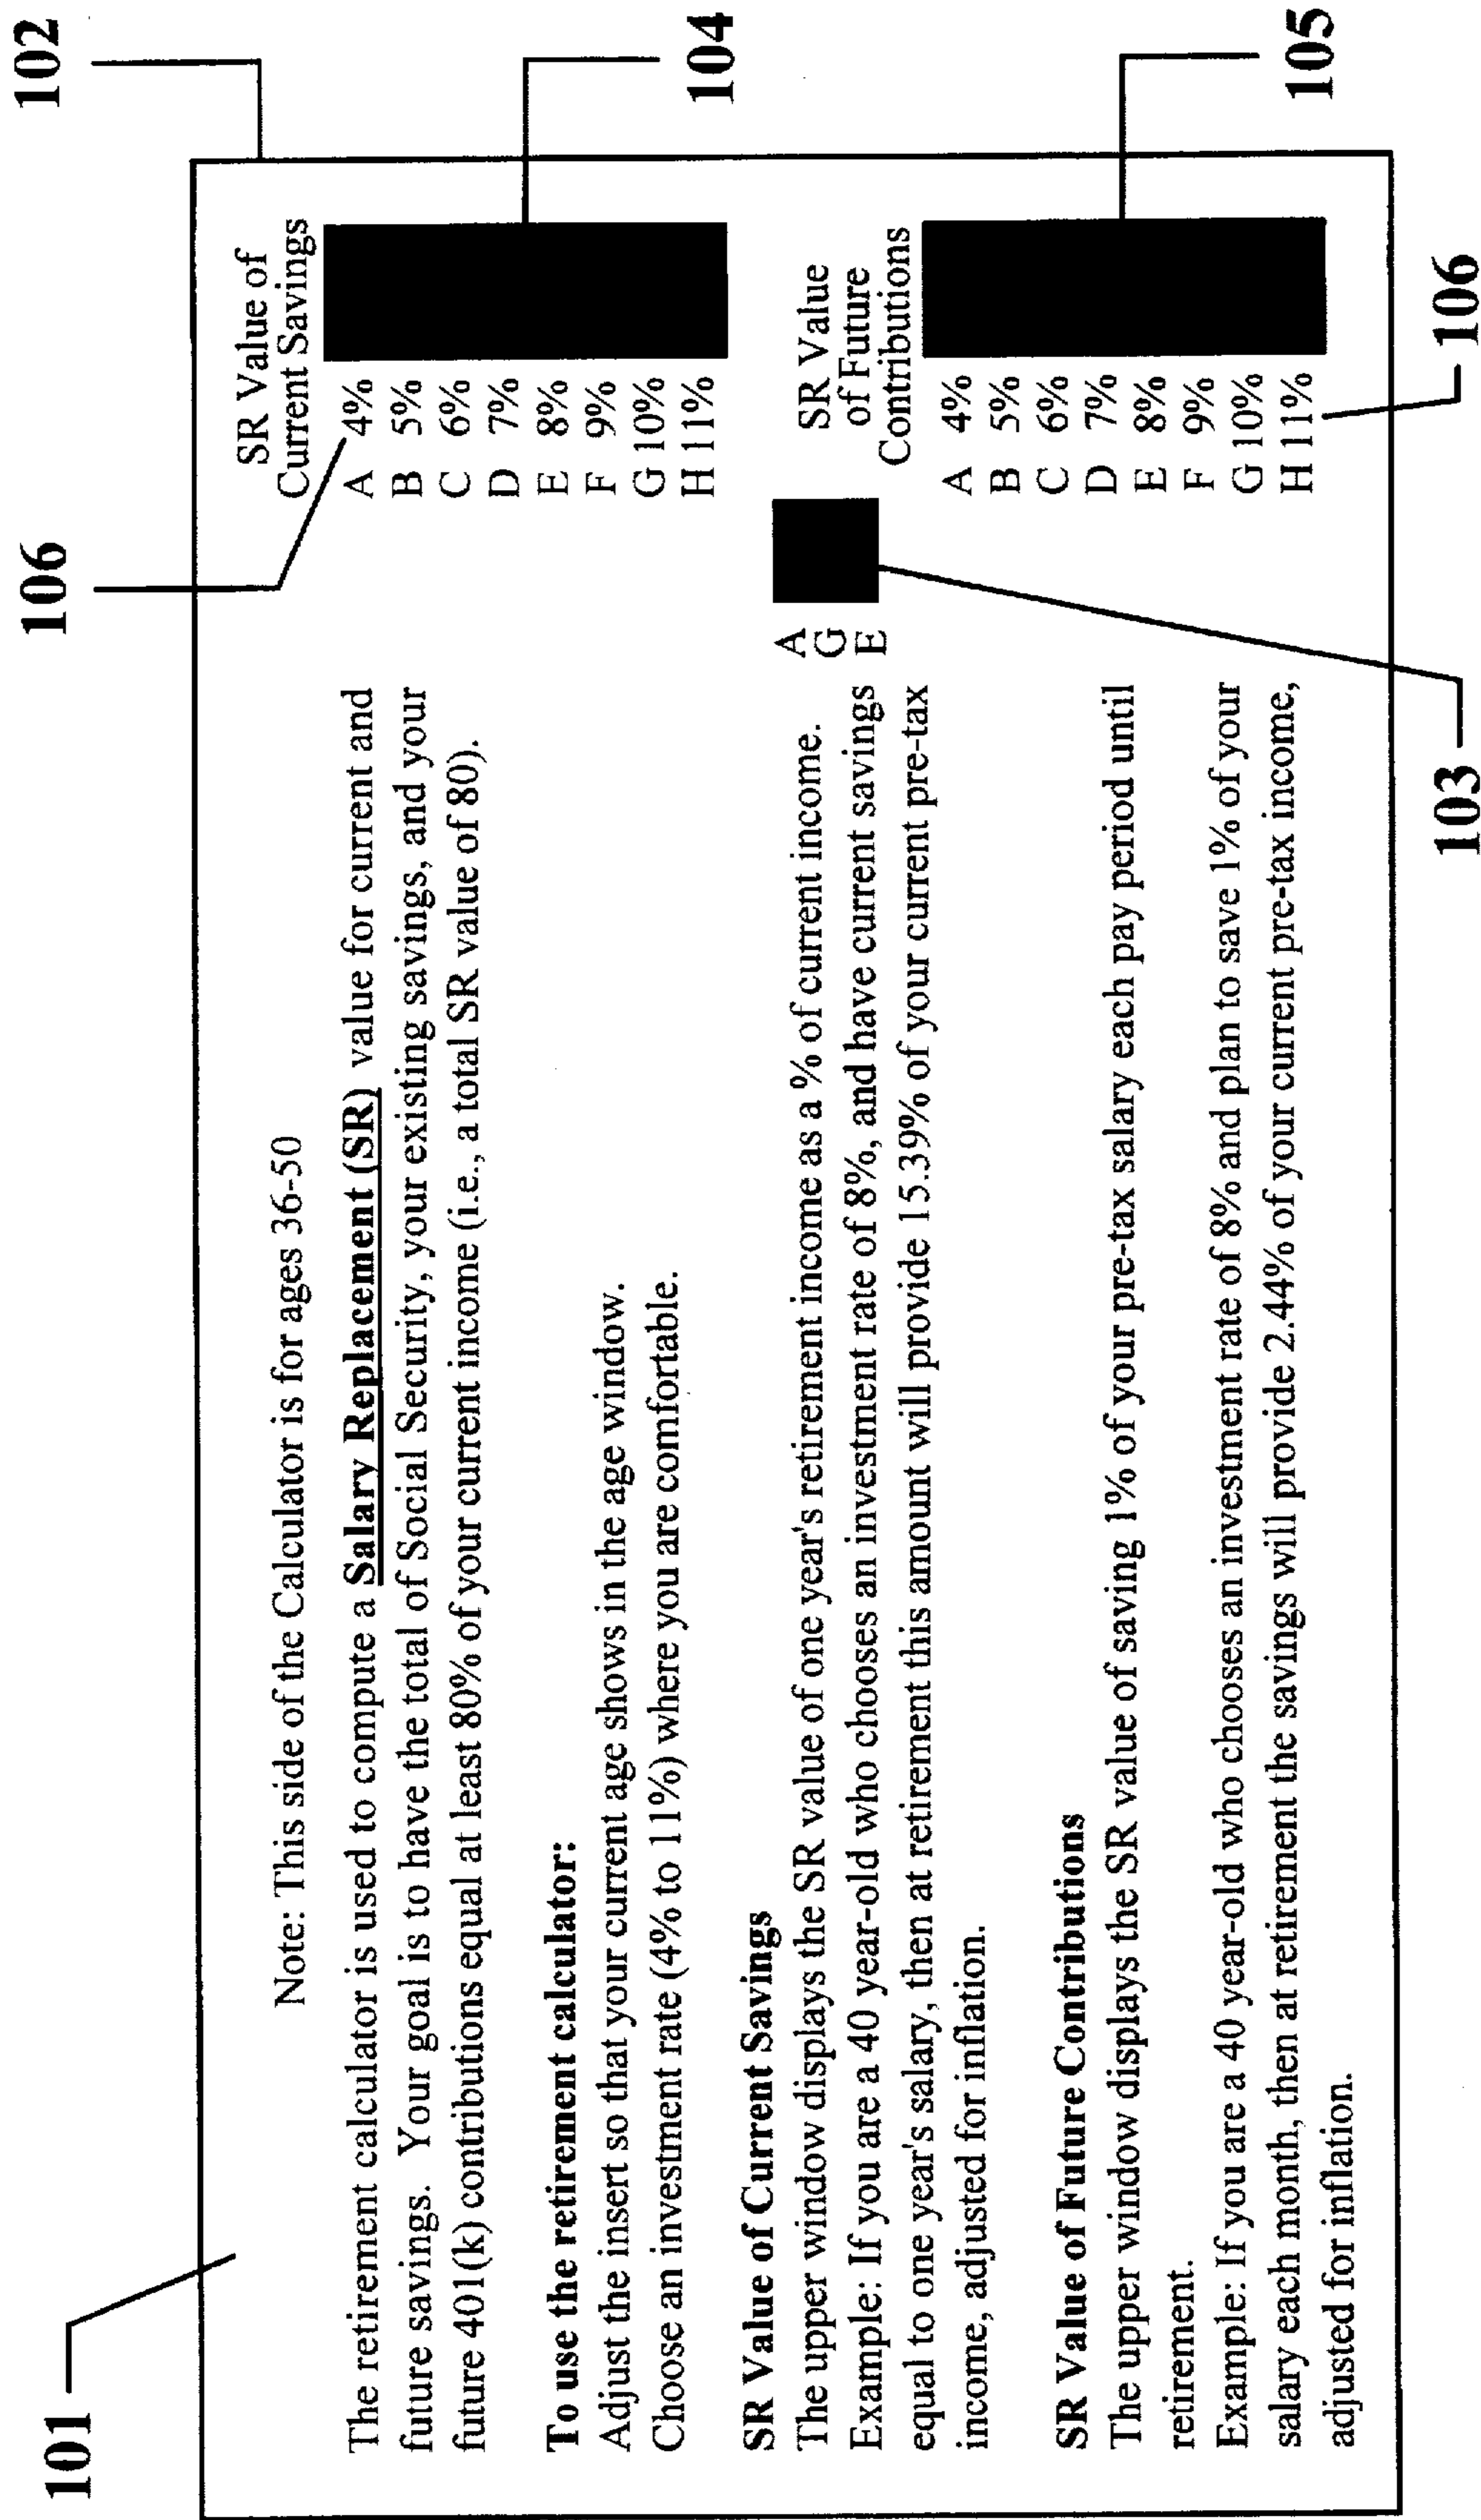 101
102
106
Note: This side of the Calculator is for ages 36-50
The retirement calculator is used to compute a Salary Replacement (SR) value for current and
future savings. Your goal is to have the total of Social Security, your existing savings, and your
future 401(k) contributions equal at least 80% of your current income (i.e., a total SR value of 80).
To use the retirement calculator:
Adjust the insert so that your current age shows in the age window.
Choose an investment rate (4% to 11%) where you are comfortable.
SR Value of Current Savings
The upper window displays the SR value of one year's retirement income as a % of current income.
Example: If you are a 40 year-old who chooses an investment rate of 8%, and have current savings
equal to one year's salary, then at retirement this amount will provide 15.39% of your current pre-tax
income, adjusted for inflation.
SR Value of Future Contributions
The upper window displays the SR value of saving 1% of your pre-tax salary each pay period until
retirement.
Example: If you are a 40 year-old who chooses an investment rate of 8% and plan to save 1% of your
salary each month, then at retirement the savings will provide 2.44% of your current pre-tax income,
adjusted for inflation.
SR Value of
Current Savings
A 4%
B 5%
C 6%
D 7%
E 8%
F 9%
G 10%
H 11%
104
A
G
E
SR Value
of Future
Contributions
A 4%
B 5%
C 6%
D 7%
E 8%
F 9%
G 10%
H 11%
105
103
106